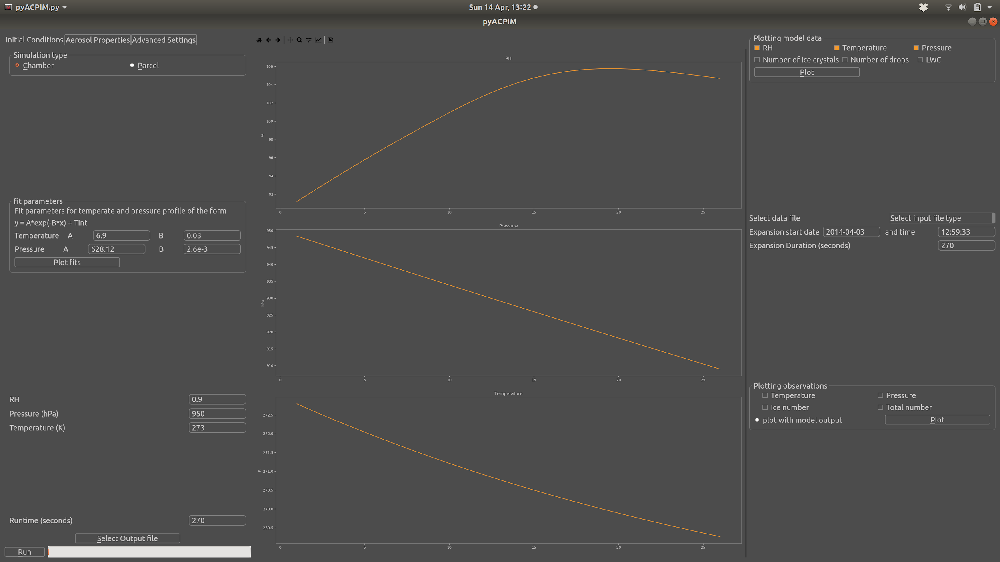 pyACPIM.py
Sun 14 Apr, 13:22
pyACPIM
Initial Conditions Aerosol Properties Advanced Settings
Simulation type
Chamber Parcel
fit parameters
Fit parameters for temperate and pressure profile of the form
y = A*exp(-B*x) + Tint
Temperature A 6.9 B 0.03
Pressure A 628.12 B 2.6e-3
Plot fits
RH 0.9
Pressure (hPa) 950
Temperature (K) 273
Runtime (seconds) 270
Select Output file
Run
RH
106
104
102
100
98
96
94
92
%
0 5 10 15 20 25
Pressure
950
945
940
935
930
925
920
915
910
hPa
0 5 10 15 20 25
Temperature
272.5
272.0
271.5
271.0
270.5
270.0
269.5
K
0 5 10 15 20 25
Plotting model data
RH Temperature Pressure
Number of ice crystals Number of drops LWC
Plot
Select data file Select input file type
Expansion start date 2014-04-03 and time 12:59:33
Expansion Duration (seconds) 270
Plotting observations
Temperature Pressure
Ice number Total number
plot with model output Plot